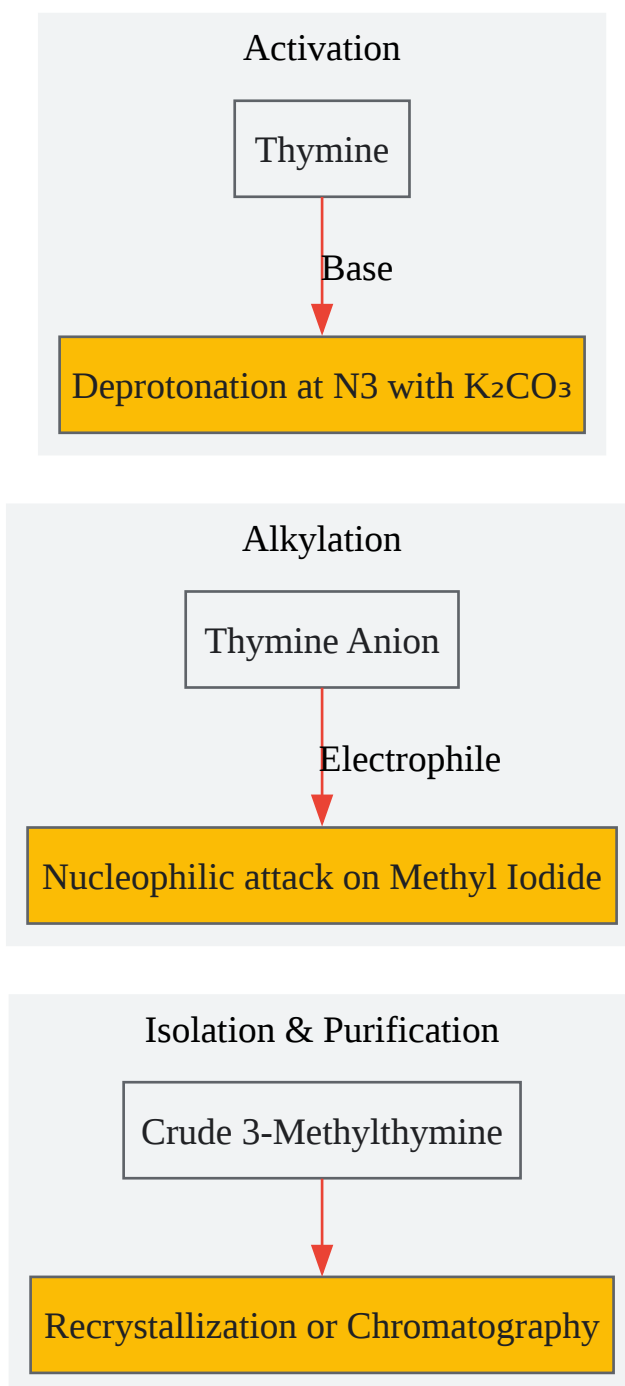 Activation
Thymine
Base
Deprotonation at N3 with K₂CO₃
Alkylation
Thymine Anion
Electrophile
Nucleophilic attack on Methyl Iodide
Isolation & Purification
Crude 3-Methylthymine
Recrystallization or Chromatography